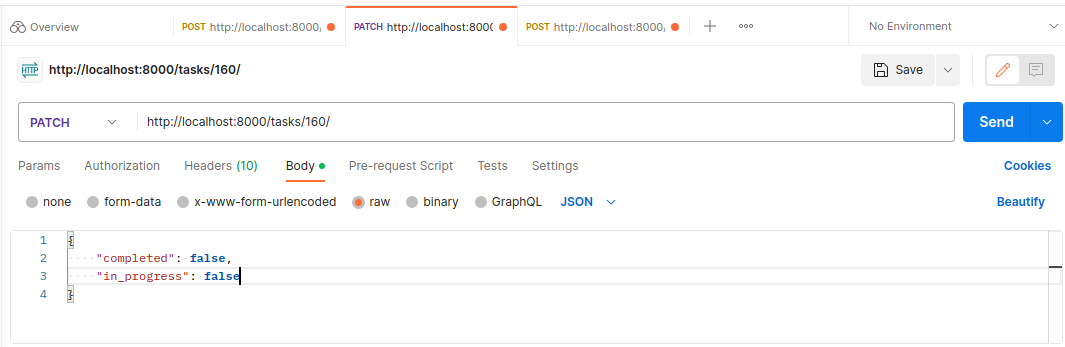 Overview POST http://localhost:8000/ PATCH http://localhost:8000 POST http://localhost:8000/ No Environment
HTTP http://localhost:8000/tasks/160/ Save
PATCH http://localhost:8000/tasks/160/ Send
Params Authorization Headers (10) Body Pre-request Script Tests Settings Cookies
none form-data x-www-form-urlencoded raw binary GraphQL JSON Beautify
1 {
2 "completed": false,
3 "in_progress": false
4 }